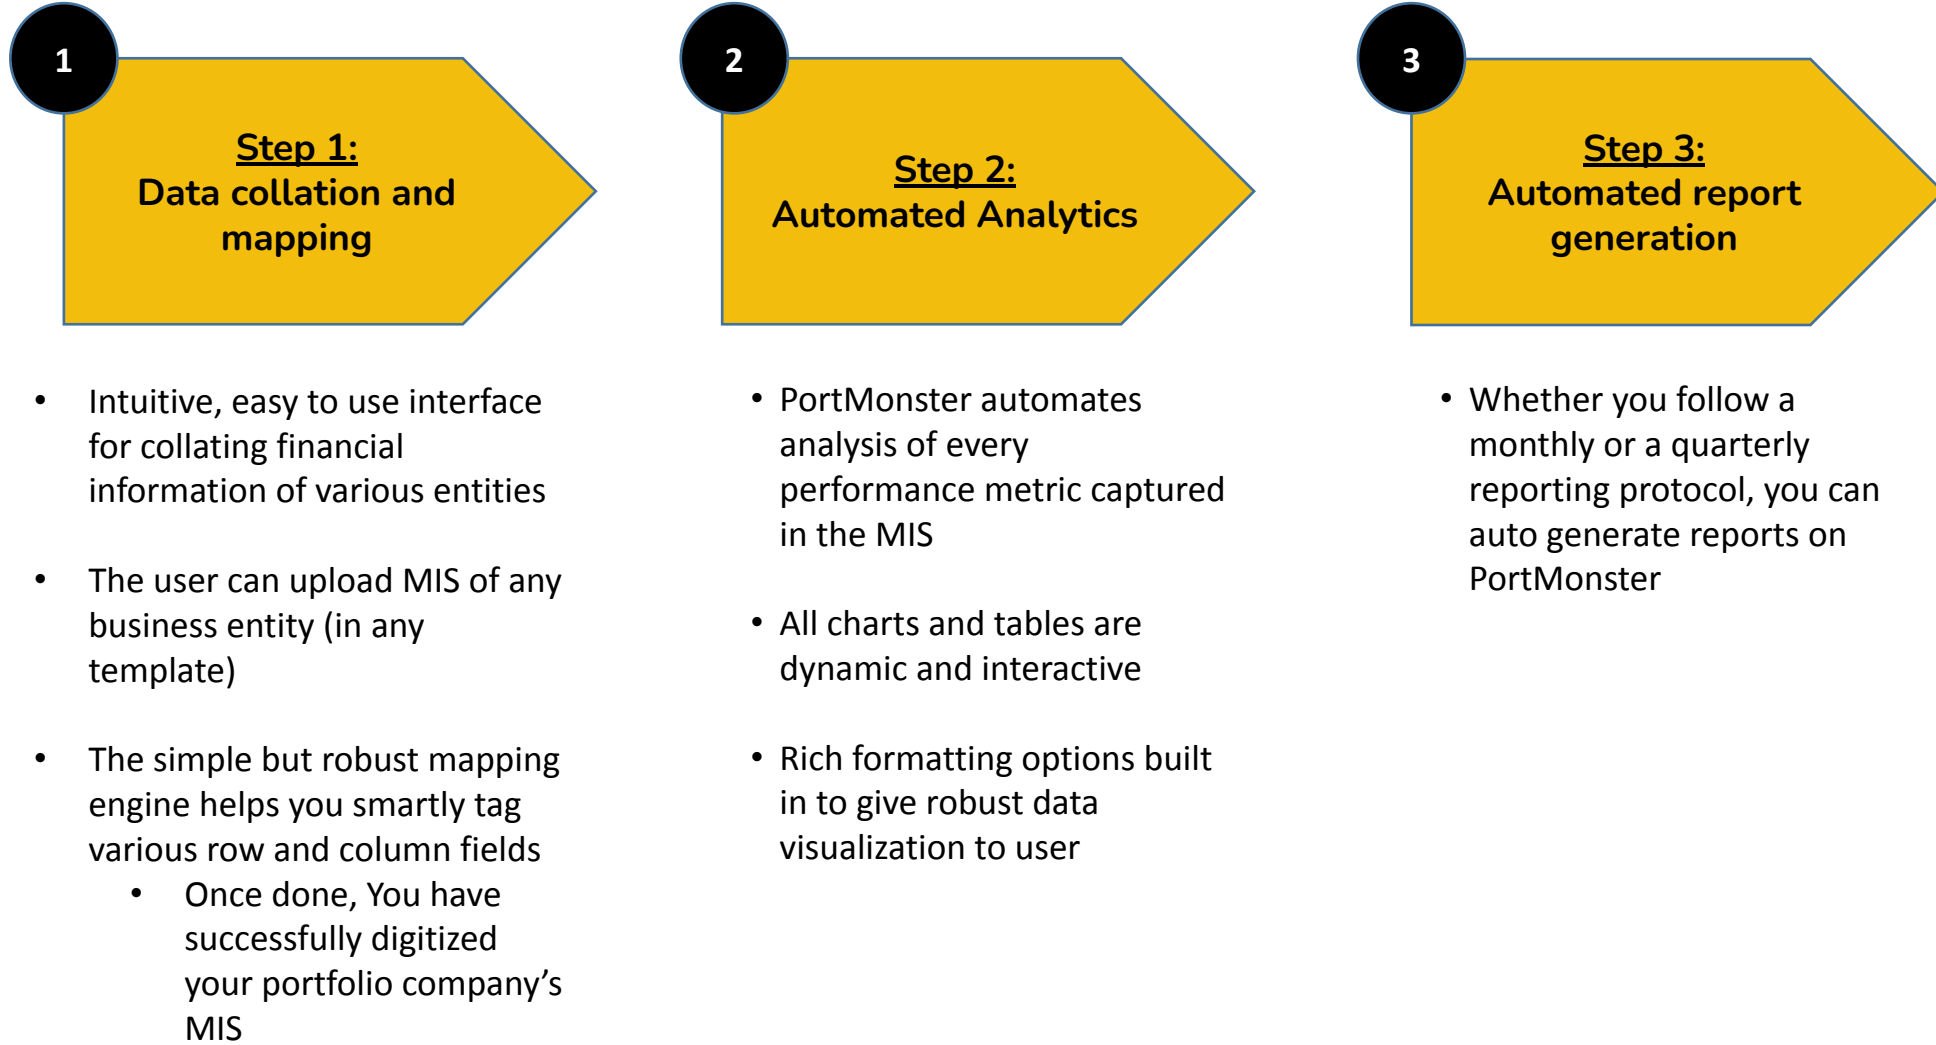 1
Step 1:
Data collation and
mapping
• Intuitive, easy to use interface
for collating financial
information of various entities
• The user can upload MIS of any
business entity (in any
template)
• The simple but robust mapping
engine helps you smartly tag
various row and column fields
• Once done, You have
successfully digitized
your portfolio company’s
MIS
2
Step 2:
Automated Analytics
• PortMonster automates
analysis of every
performance metric captured
in the MIS
• All charts and tables are
dynamic and interactive
• Rich formatting options built
in to give robust data
visualization to user
3
Step 3:
Automated report
generation
• Whether you follow a
monthly or a quarterly
reporting protocol, you can
auto generate reports on
PortMonster